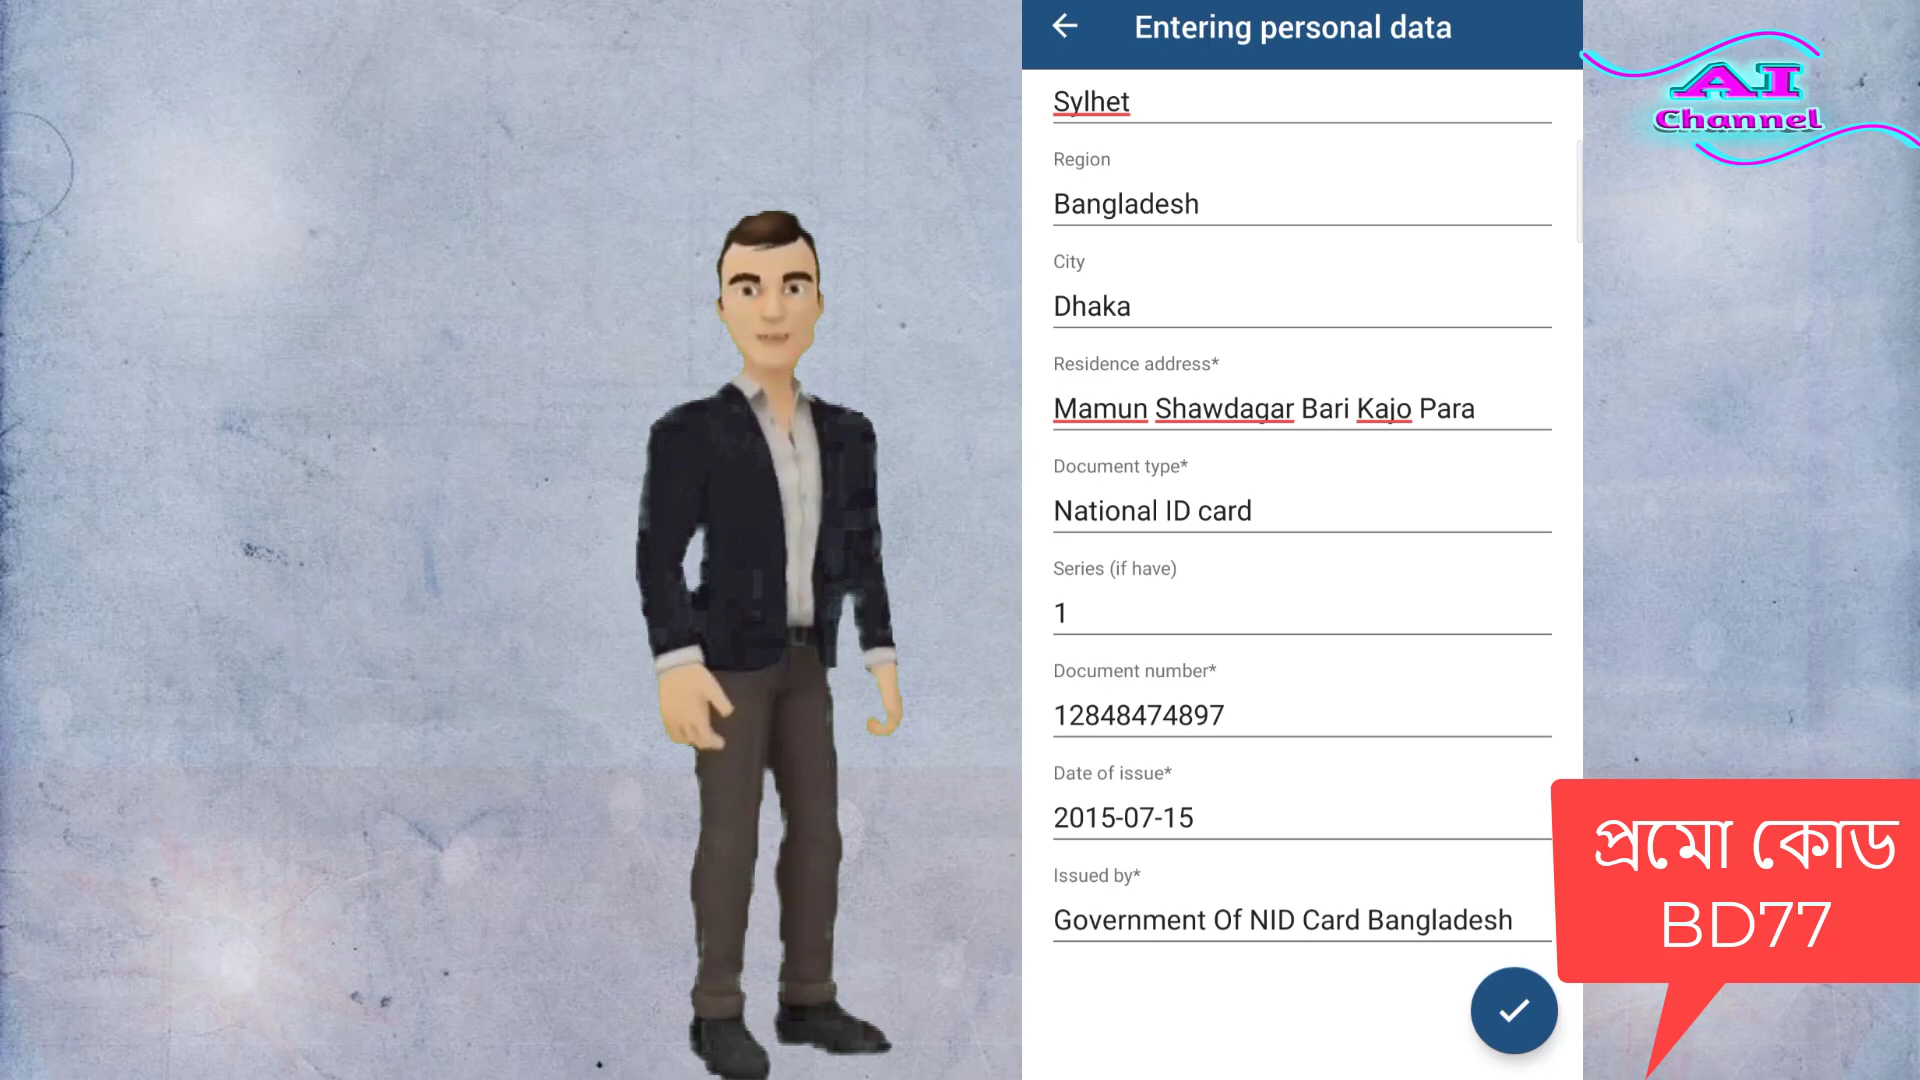 Entering personal data
Sylhet
Region
Bangladesh
City
Dhaka
Residence address*
Mamun Shawdagar Bari Kajo Para
Document type*
National ID card
Series (if have)
1
Document number*
12848474897
Date of issue*
2015-07-15
Issued by*
Government Of NID Card Bangladesh
AI
Channel
প্রমো কোড
BD77